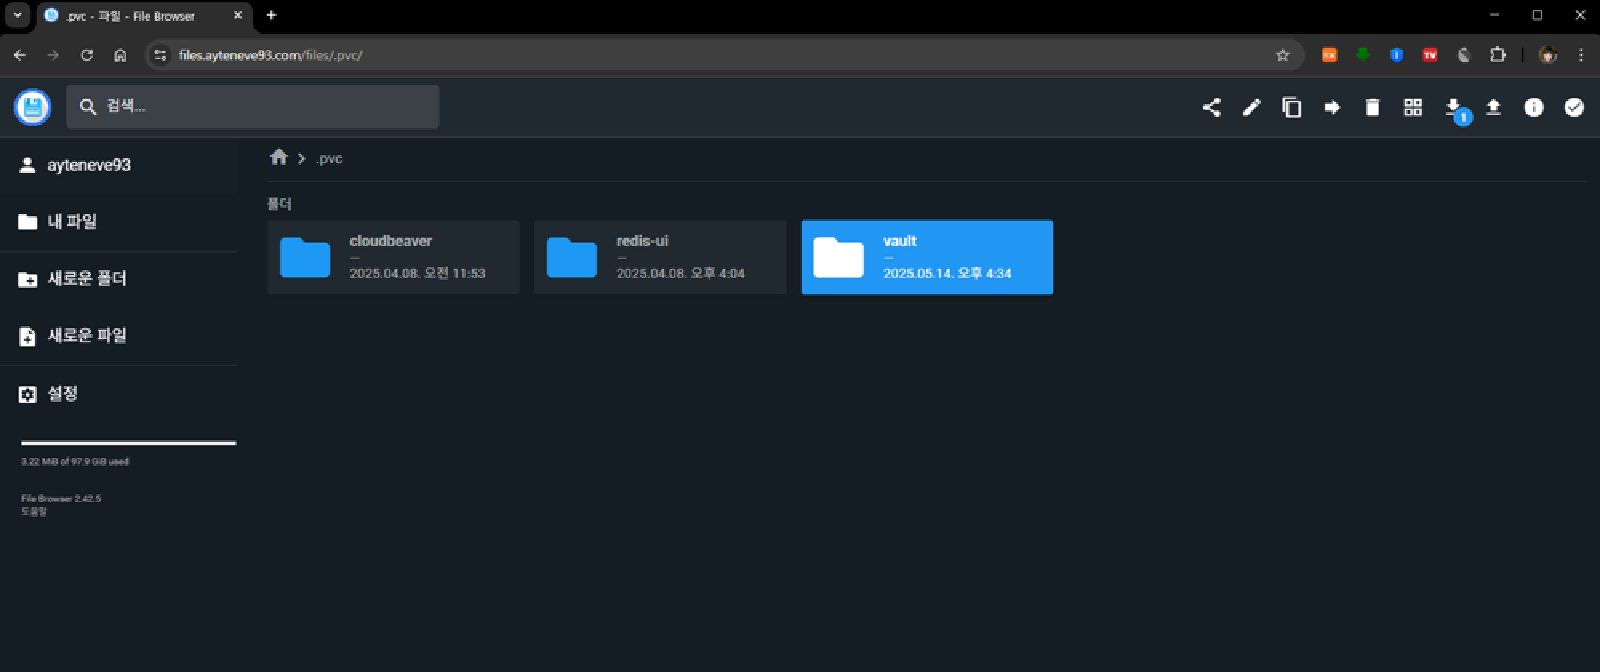 .pvc - 파일 - File Browser
files.ayteneve93.com/files/.pvc/
검색...
1
ayteneve93
내 파일
새로운 폴더
새로운 파일
설정
3.22 MiB of 97.9 GiB used
File Browser 2.42.5
도움말
.pvc
폴더
cloudbeaver
—
2025.04.08. 오전 11:53
redis-ui
—
2025.04.08. 오후 4:04
vault
—
2025.05.14. 오후 4:34